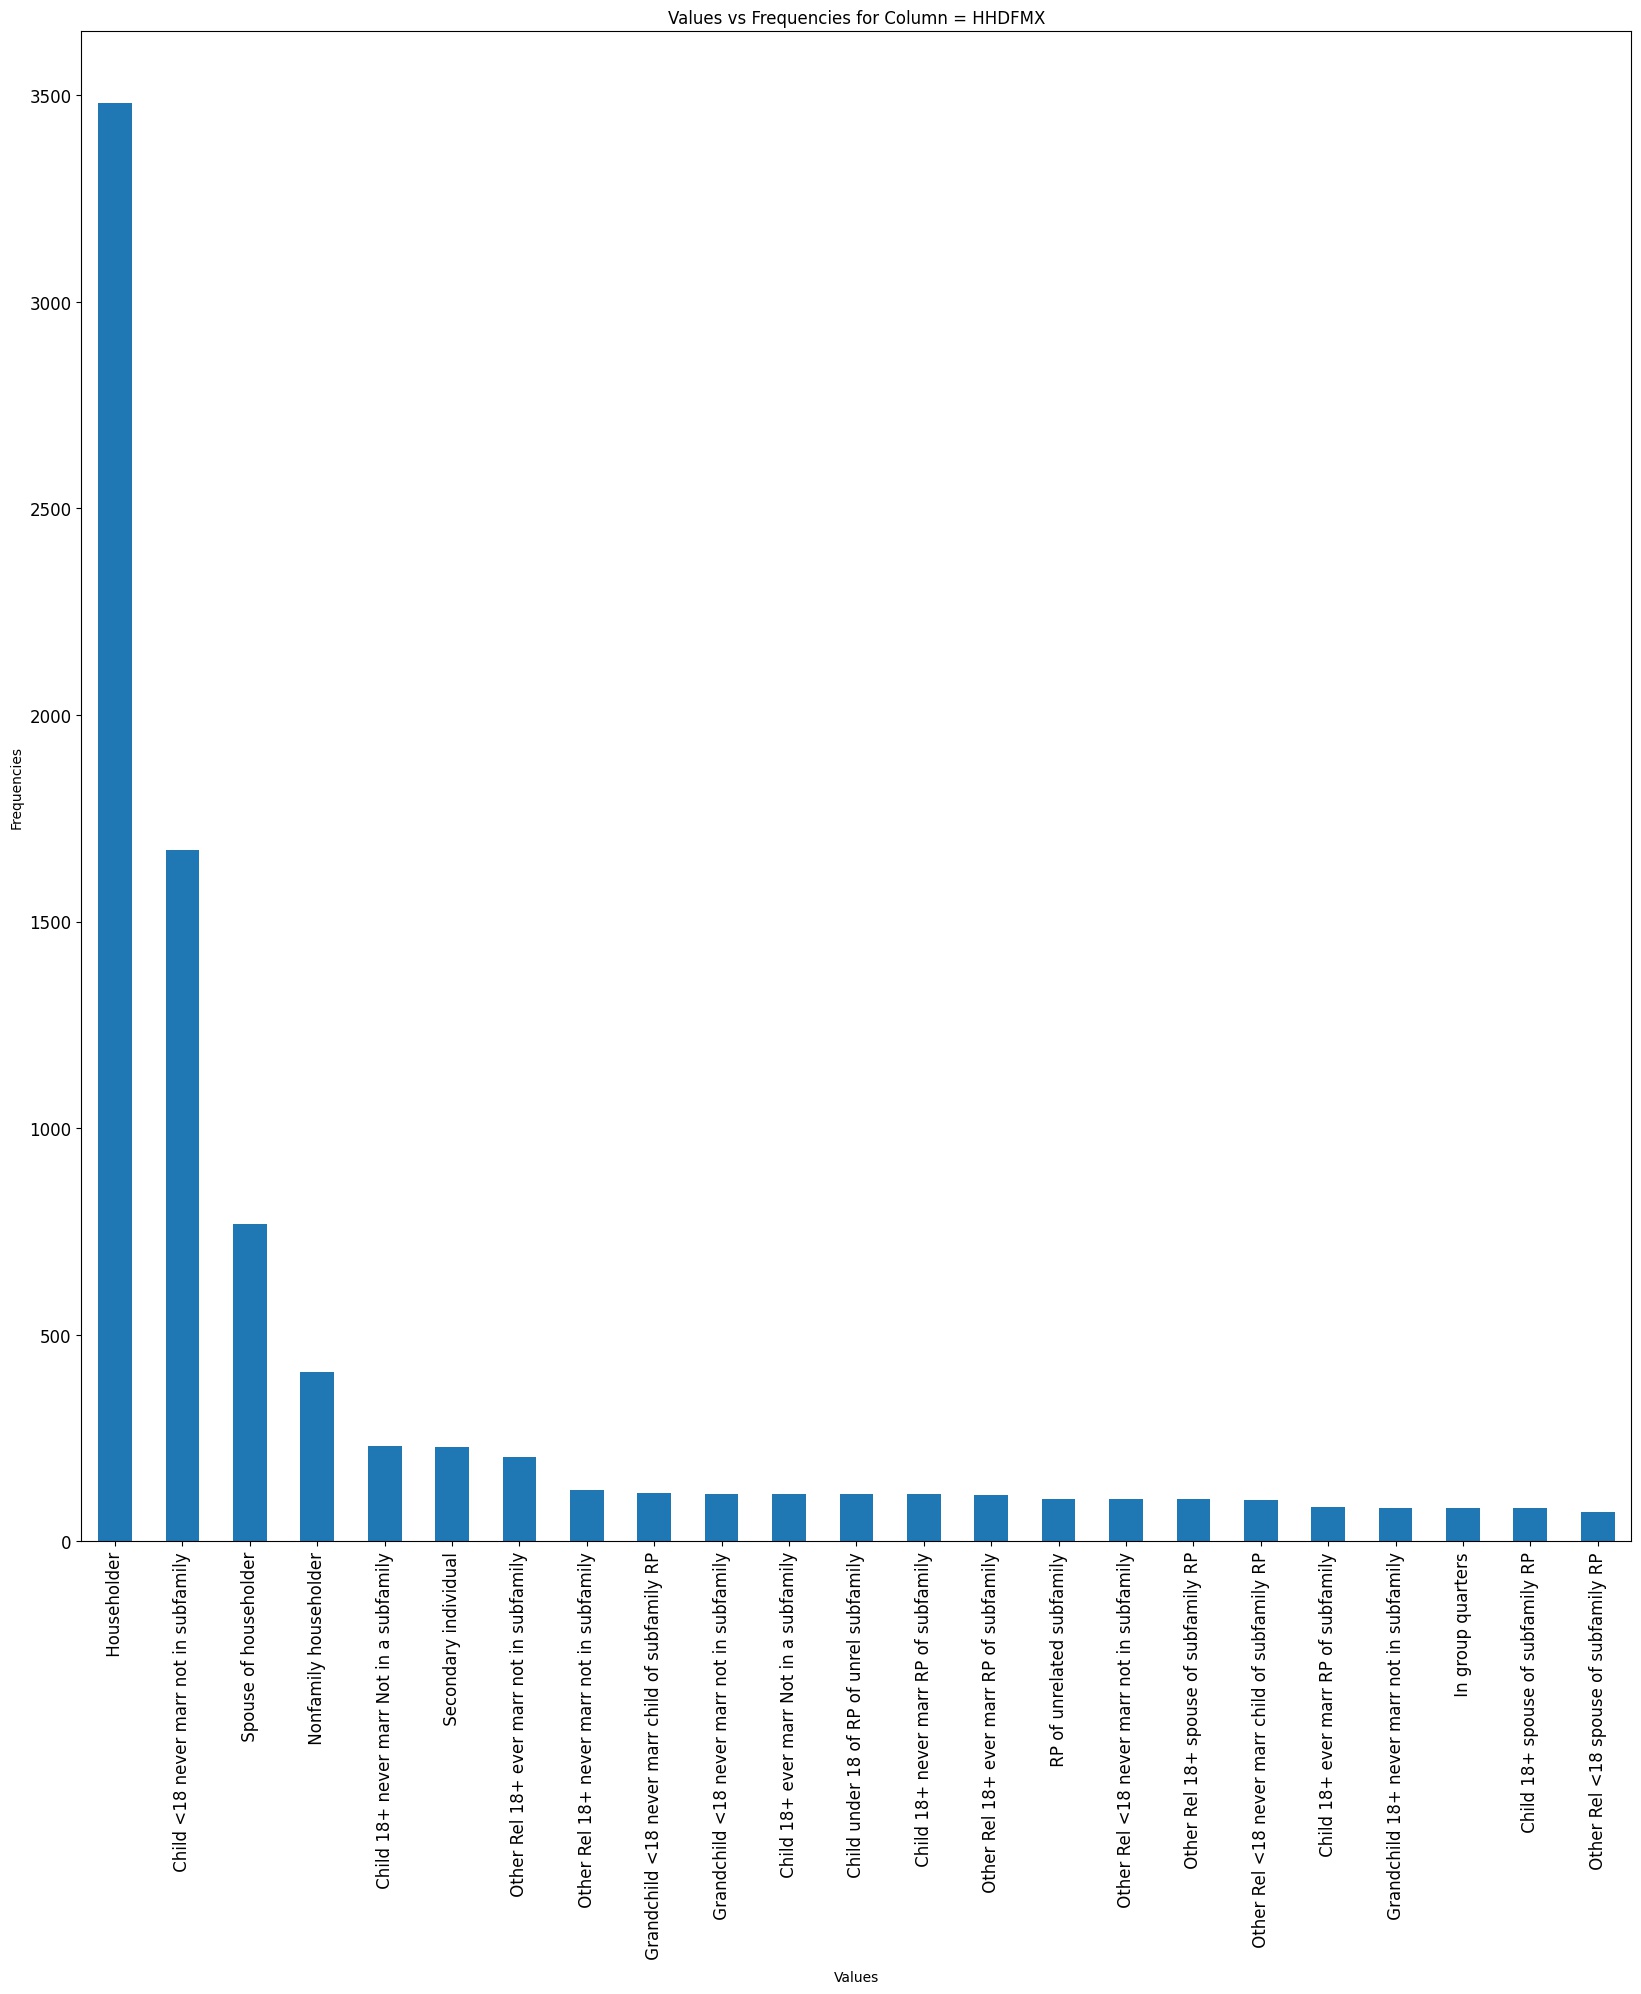 Values vs Frequencies for Column = HHDFMX
3500
3000
2500
2000
1500
1000
500
0
Frequencies
Householder
Child <18 never marr not in subfamily
Spouse of householder
Nonfamily householder
Child 18+ never marr Not in a subfamily
Secondary individual
Other Rel 18+ ever marr not in subfamily
Other Rel 18+ never marr not in subfamily
Grandchild <18 never marr child of subfamily RP
Grandchild <18 never marr not in subfamily
Child 18+ ever marr Not in a subfamily
Child under 18 of RP of unrel subfamily
Child 18+ never marr RP of subfamily
Other Rel 18+ ever marr RP of subfamily
RP of unrelated subfamily
Other Rel <18 never marr not in subfamily
Other Rel 18+ spouse of subfamily RP
Other Rel <18 never marr child of subfamily RP
Child 18+ ever marr RP of subfamily
Grandchild 18+ never marr not in subfamily
In group quarters
Child 18+ spouse of subfamily RP
Other Rel <18 spouse of subfamily RP
Values